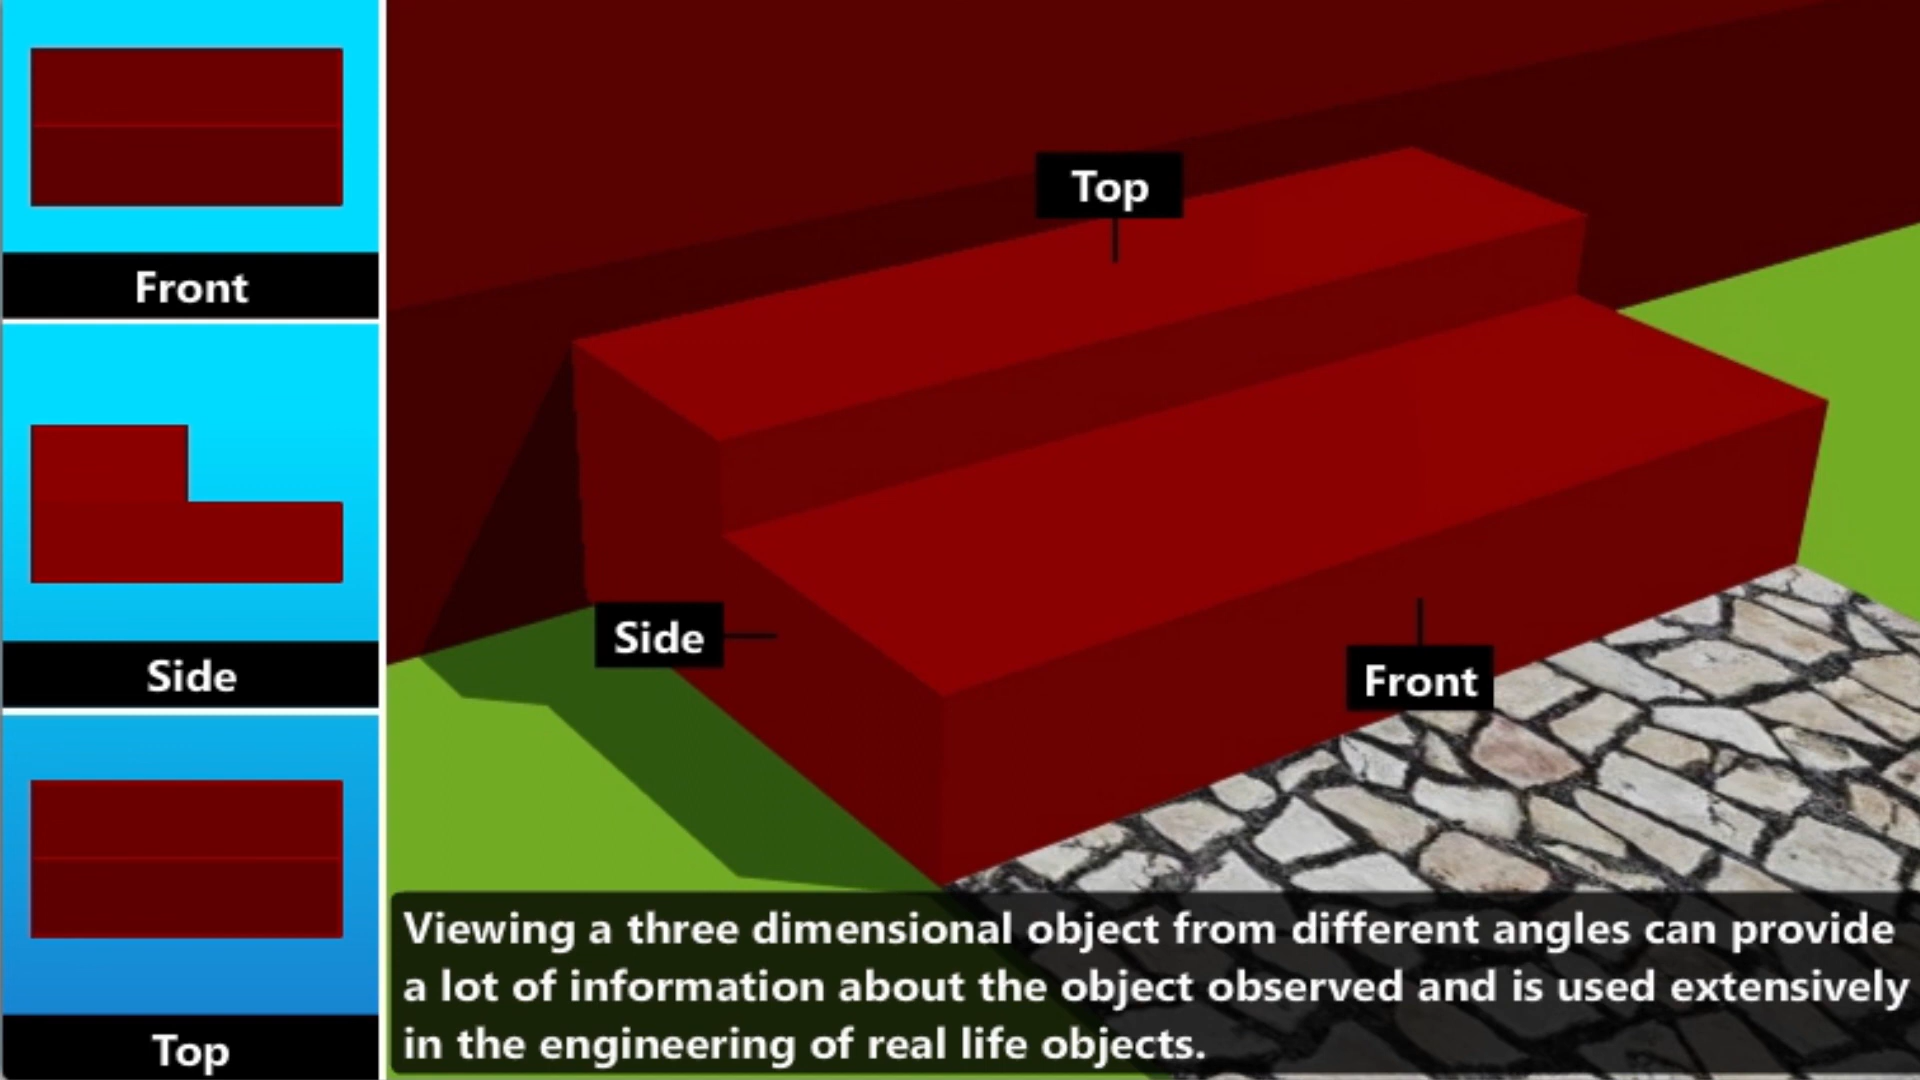 Front
Side
Top
Top
Side
Front
Viewing a three dimensional object from different angles can provide
a lot of information about the object observed and is used extensively
in the engineering of real life objects.